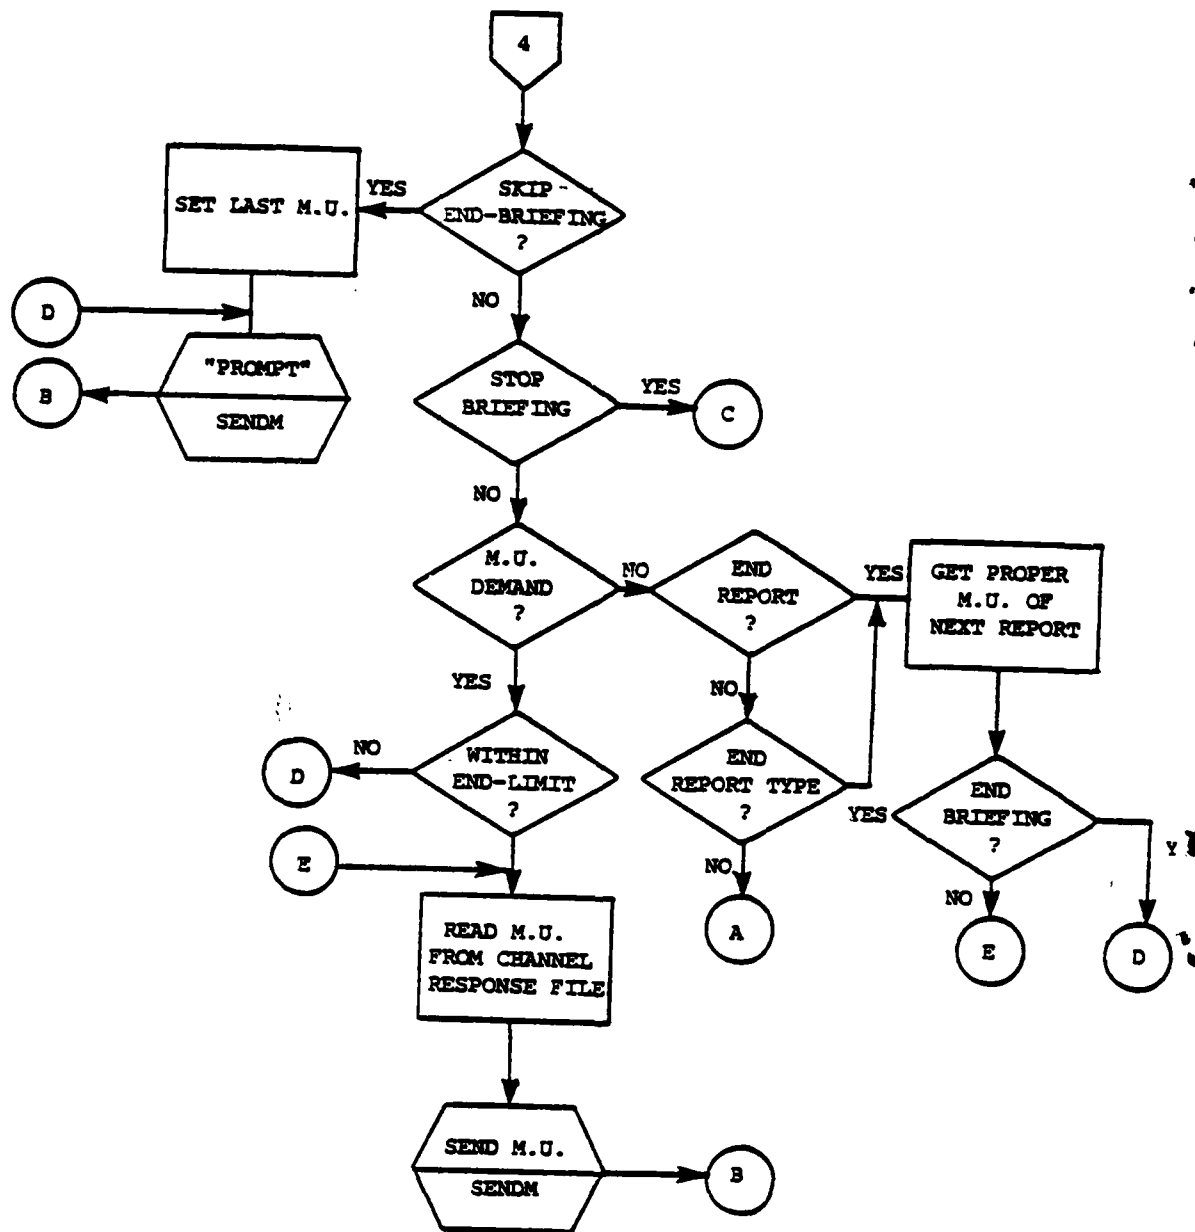 4
SKIP
END-BRIEFING
?
YES
SET LAST M.U.
NO
D
"PROMPT"
SENDM
B
STOP
BRIEFING
YES
C
NO
M.U.
DEMAND
?
NO
END
REPORT
?
YES
GET PROPER
M.U. OF
NEXT REPORT
YES
NO
WITHIN
END-LIMIT
?
NO
D
END
REPORT TYPE
?
YES
END
BRIEFING
?
Y
E
NO
A
NO
E
D
READ M.U.
FROM CHANNEL
RESPONSE FILE
SEND M.U.
SENDM
B